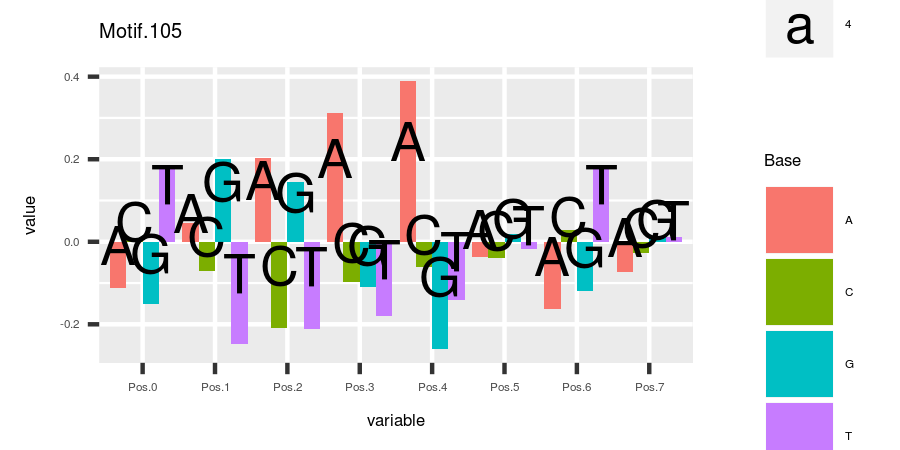 Motif.105
a 4
0.4
0.2
0.0
-0.2
value
A C G T A C G T A C G T A C G T A C G T A C G T A C G T A C G T
Pos.0 Pos.1 Pos.2 Pos.3 Pos.4 Pos.5 Pos.6 Pos.7
variable
Base
A
C
G
T